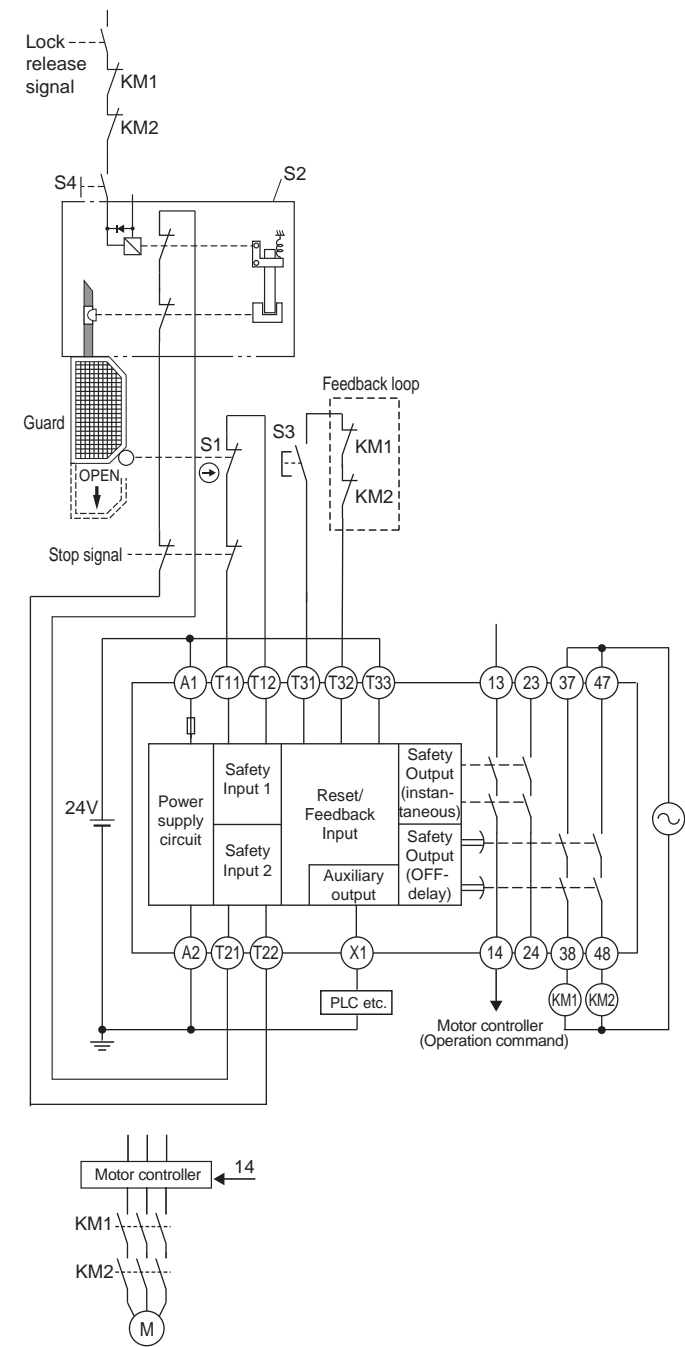 Lock
release
signal
KM1
KM2
S4
S2
Feedback loop
Guard
S1
S3
KM1
OPEN
KM2
Stop signal
A1
T11
T12
T31
T32
T33
13
23
37
47
24V
Power
supply
circuit
Safety
Input 1
Safety
Input 2
Reset/
Feedback
Input
Auxiliary
output
Safety
Output
(instan-
taneous)
Safety
Output
(OFF-
delay)
A2
T21
T22
X1
14
24
38
48
PLC etc.
KM1
KM2
Motor controller
(Operation command)
Motor controller
14
KM1
KM2
M